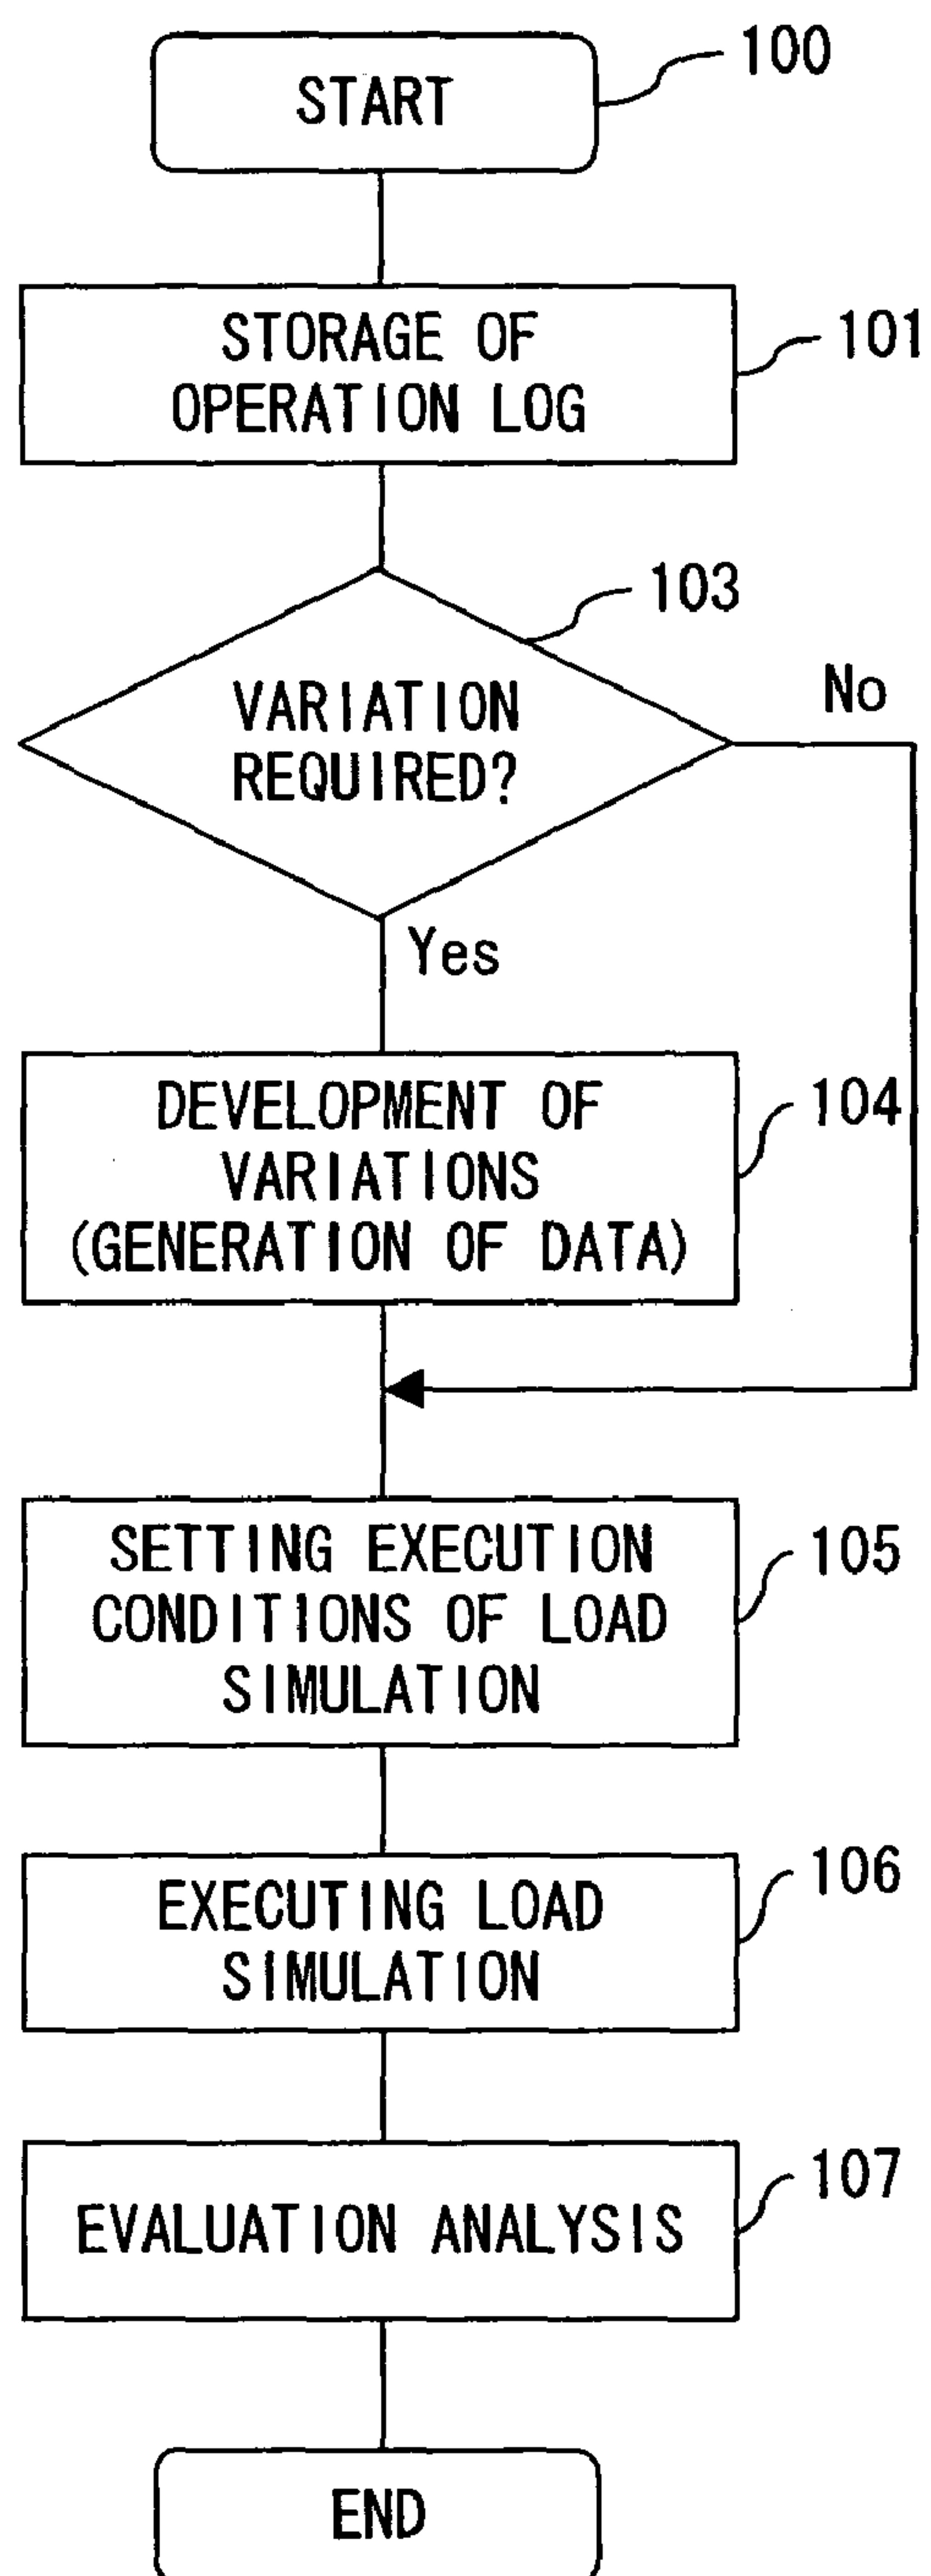 START
100
STORAGE OF
OPERATION LOG
101
103
VARIATION
REQUIRED?
No
Yes
DEVELOPMENT OF
VARIATIONS
(GENERATION OF DATA)
104
SETTING EXECUTION
CONDITIONS OF LOAD
SIMULATION
105
EXECUTING LOAD
SIMULATION
106
EVALUATION ANALYSIS
107
END